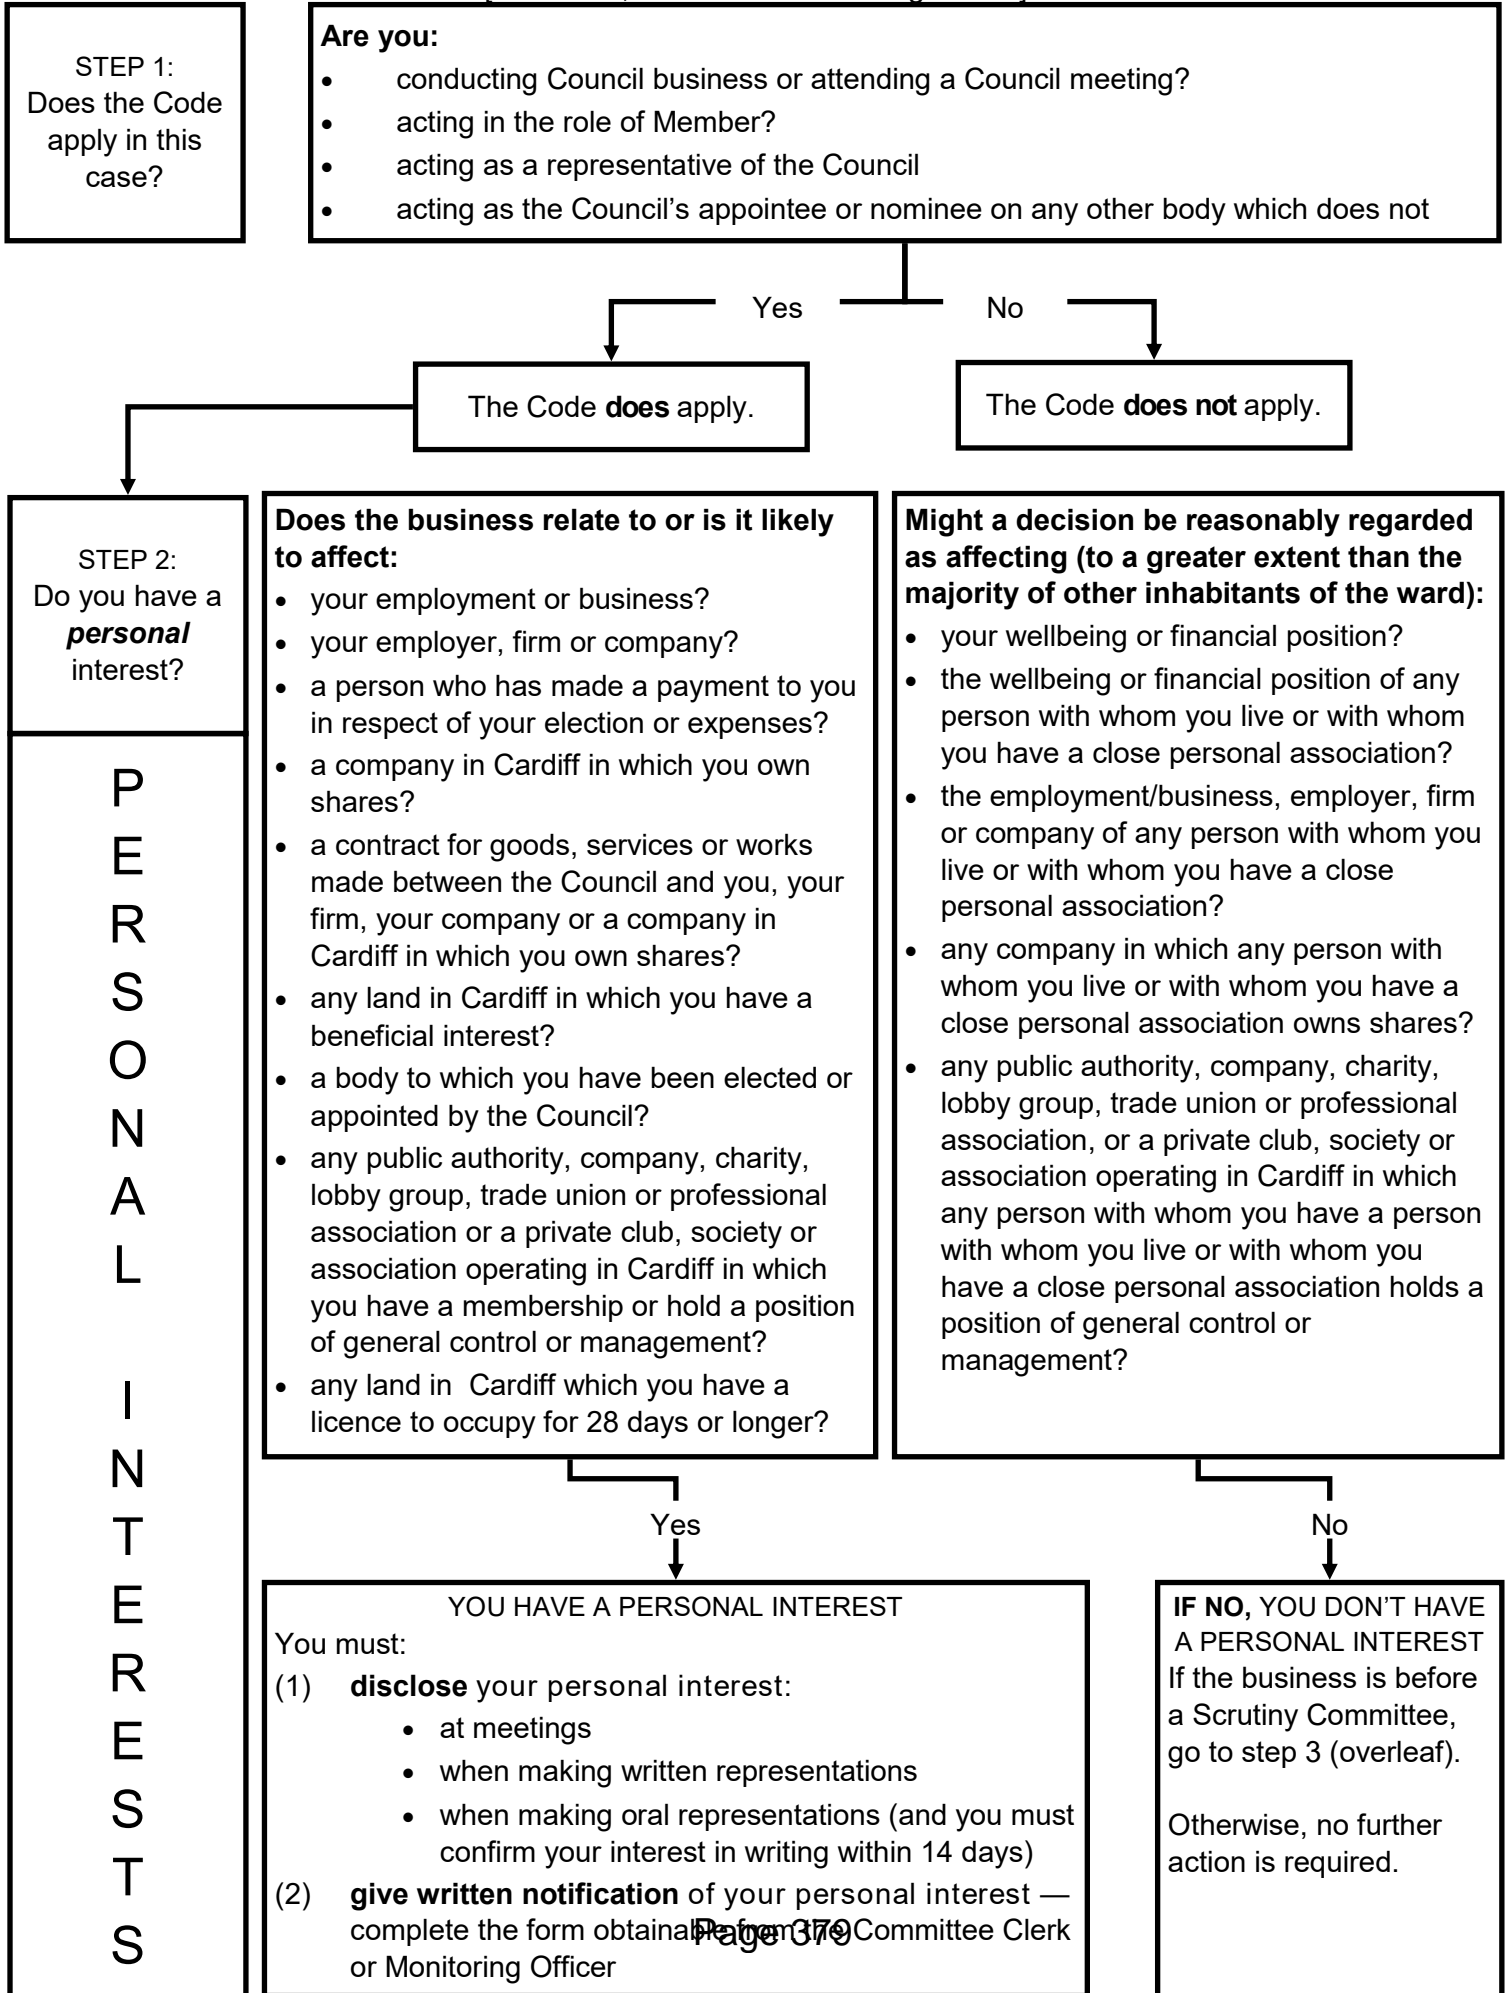 STEP 1:
Does the Code
apply in this
case?
Are you:
• conducting Council business or attending a Council meeting?
• acting in the role of Member?
• acting as a representative of the Council
• acting as the Council’s appointee or nominee on any other body which does not
Yes
No
The Code does apply.
The Code does not apply.
STEP 2:
Do you have a
personal
interest?
PERSONAL INTERESTS
Does the business relate to or is it likely
to affect:
• your employment or business?
• your employer, firm or company?
• a person who has made a payment to you
in respect of your election or expenses?
• a company in Cardiff in which you own
shares?
• a contract for goods, services or works
made between the Council and you, your
firm, your company or a company in
Cardiff in which you own shares?
• any land in Cardiff in which you have a
beneficial interest?
• a body to which you have been elected or
appointed by the Council?
• any public authority, company, charity,
lobby group, trade union or professional
association or a private club, society or
association operating in Cardiff in which
you have a membership or hold a position
of general control or management?
• any land in  Cardiff which you have a
licence to occupy for 28 days or longer?
Might a decision be reasonably regarded
as affecting (to a greater extent than the
majority of other inhabitants of the ward):
• your wellbeing or financial position?
• the wellbeing or financial position of any
person with whom you live or with whom
you have a close personal association?
• the employment/business, employer, firm
or company of any person with whom you
live or with whom you have a close
personal association?
• any company in which any person with
whom you live or with whom you have a
close personal association owns shares?
• any public authority, company, charity,
lobby group, trade union or professional
association, or a private club, society or
association operating in Cardiff in which
any person with whom you have a person
with whom you live or with whom you
have a close personal association holds a
position of general control or
management?
Yes
No
YOU HAVE A PERSONAL INTEREST
You must:
(1) disclose your personal interest:
• at meetings
• when making written representations
• when making oral representations (and you must
confirm your interest in writing within 14 days)
(2) give written notification of your personal interest —
complete the form obtainable from the Committee Clerk
or Monitoring Officer
IF NO, YOU DON’T HAVE
A PERSONAL INTEREST
If the business is before
a Scrutiny Committee,
go to step 3 (overleaf).
Otherwise, no further
action is required.
Page 379